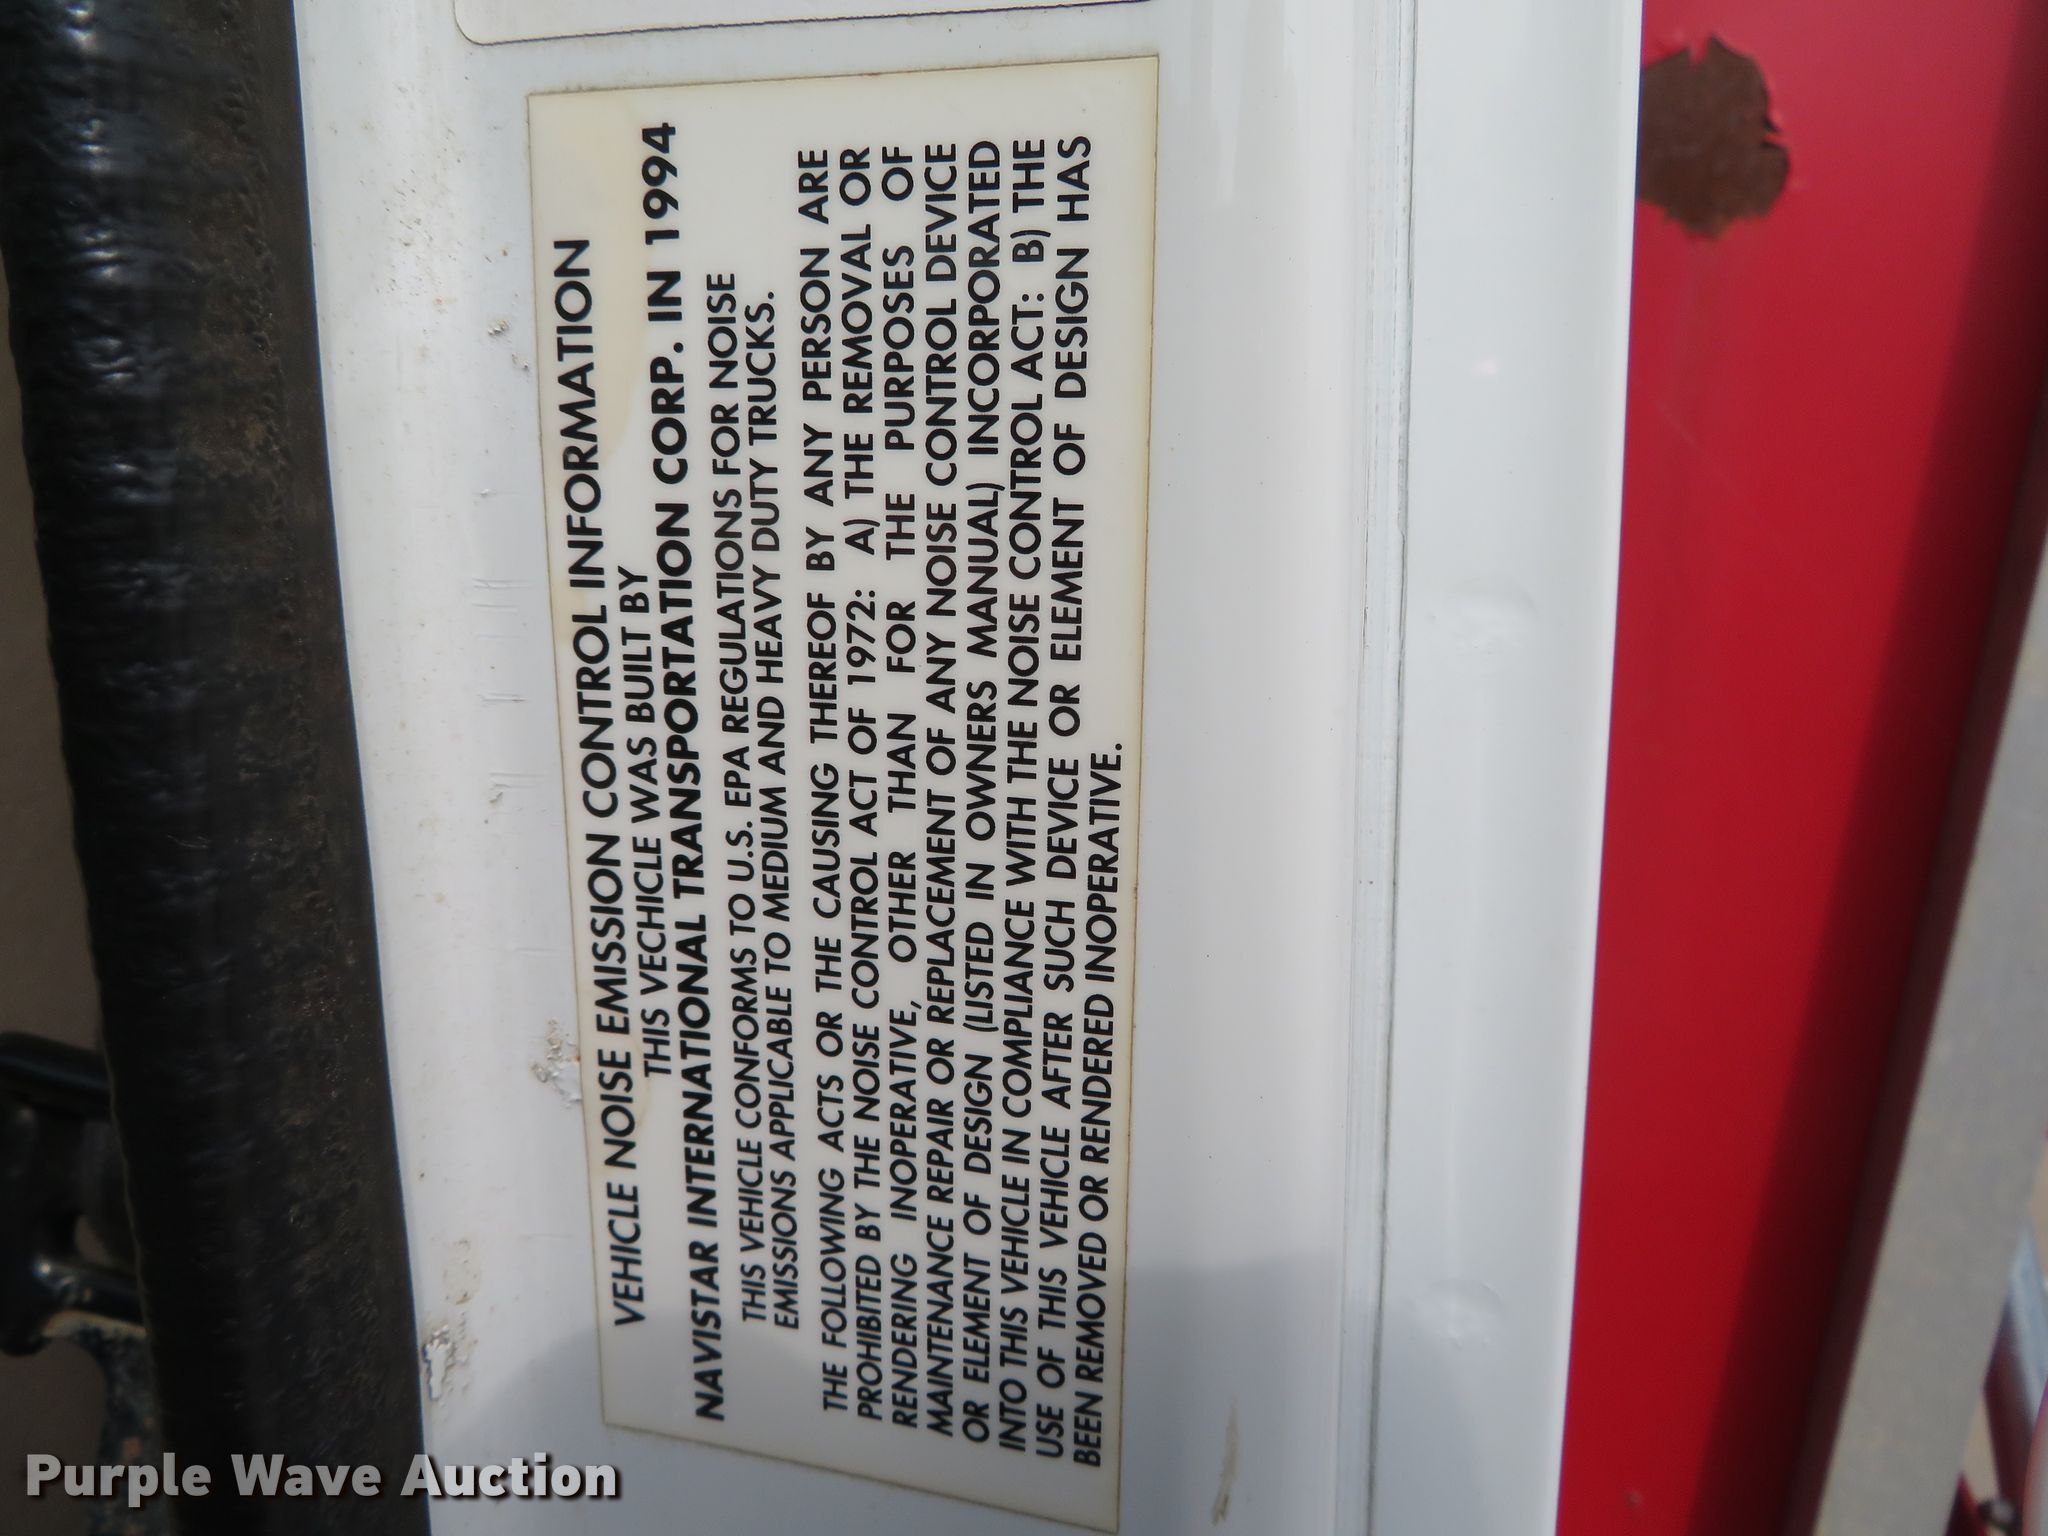 VEHICLE NOISE EMISSION CONTROL INFORMATION
THIS VECHICLE WAS BUILT BY
NAVISTAR INTERNATIONAL TRANSPORTATION CORP. IN 1994
THIS VEHICLE CONFORMS TO U.S. EPA REGULATIONS FOR NOISE
EMISSIONS APPLICABLE TO MEDIUM AND HEAVY DUTY TRUCKS.
THE FOLLOWING ACTS OR THE CAUSING THEREOF BY ANY PERSON ARE
PROHIBITED BY THE NOISE CONTROL ACT OF 1972: A) THE REMOVAL OR
RENDERING INOPERATIVE, OTHER THAN FOR THE PURPOSES OF
MAINTENANCE REPAIR OR REPLACEMENT OF ANY NOISE CONTROL DEVICE
OR ELEMENT OF DESIGN (LISTED IN OWNERS MANUAL) INCORPORATED
INTO THIS VEHICLE IN COMPLIANCE WITH THE NOISE CONTROL ACT: B) THE
USE OF THIS VEHICLE AFTER SUCH DEVICE OR ELEMENT OF DESIGN HAS
BEEN REMOVED OR RENDERED INOPERATIVE.
Purple Wave Auction